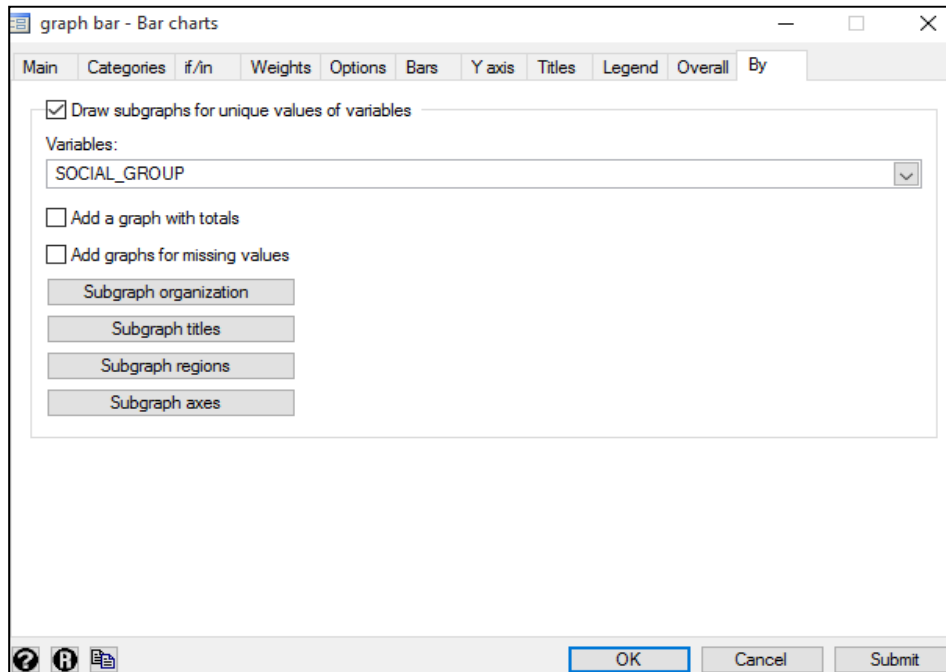 graph bar - Bar charts
Main Categories if/in Weights Options Bars Y axis Titles Legend Overall By
Draw subgraphs for unique values of variables
Variables:
SOCIAL_GROUP
Add a graph with totals
Add graphs for missing values
Subgraph organization
Subgraph titles
Subgraph regions
Subgraph axes
? R OK Cancel Submit